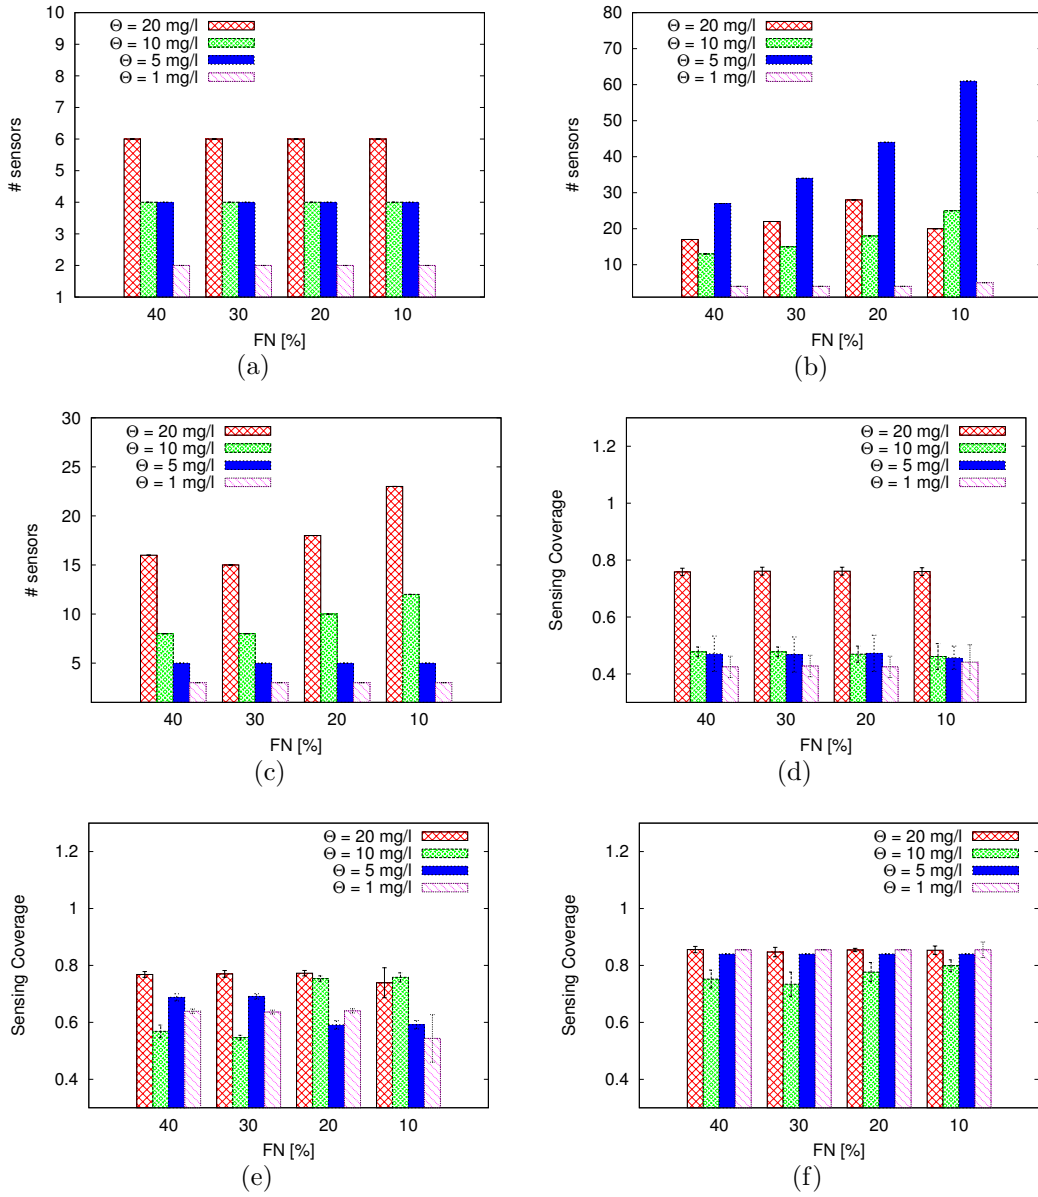 10
9
8
7
6
5
4
3
2
1
# sensors
Θ = 20 mg/l
Θ = 10 mg/l
Θ = 5 mg/l
Θ = 1 mg/l
40 30 20 10
FN [%]
(a)
80
70
60
50
40
30
20
10
# sensors
Θ = 20 mg/l
Θ = 10 mg/l
Θ = 5 mg/l
Θ = 1 mg/l
40 30 20 10
FN [%]
(b)
30
25
20
15
10
5
# sensors
Θ = 20 mg/l
Θ = 10 mg/l
Θ = 5 mg/l
Θ = 1 mg/l
40 30 20 10
FN [%]
(c)
1.2
1
0.8
0.6
0.4
Sensing Coverage
Θ = 20 mg/l
Θ = 10 mg/l
Θ = 5 mg/l
Θ = 1 mg/l
40 30 20 10
FN [%]
(d)
1.2
1
0.8
0.6
0.4
Sensing Coverage
Θ = 20 mg/l
Θ = 10 mg/l
Θ = 5 mg/l
Θ = 1 mg/l
40 30 20 10
FN [%]
(e)
1.2
1
0.8
0.6
0.4
Sensing Coverage
Θ = 20 mg/l
Θ = 10 mg/l
Θ = 5 mg/l
Θ = 1 mg/l
40 30 20 10
FN [%]
(f)